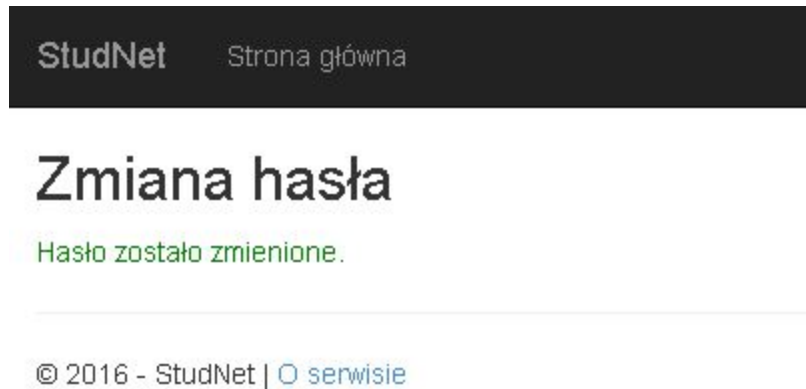 StudNet Strona główna
Zmiana hasła
Hasło zostało zmienione.
© 2016 - StudNet | O serwisie